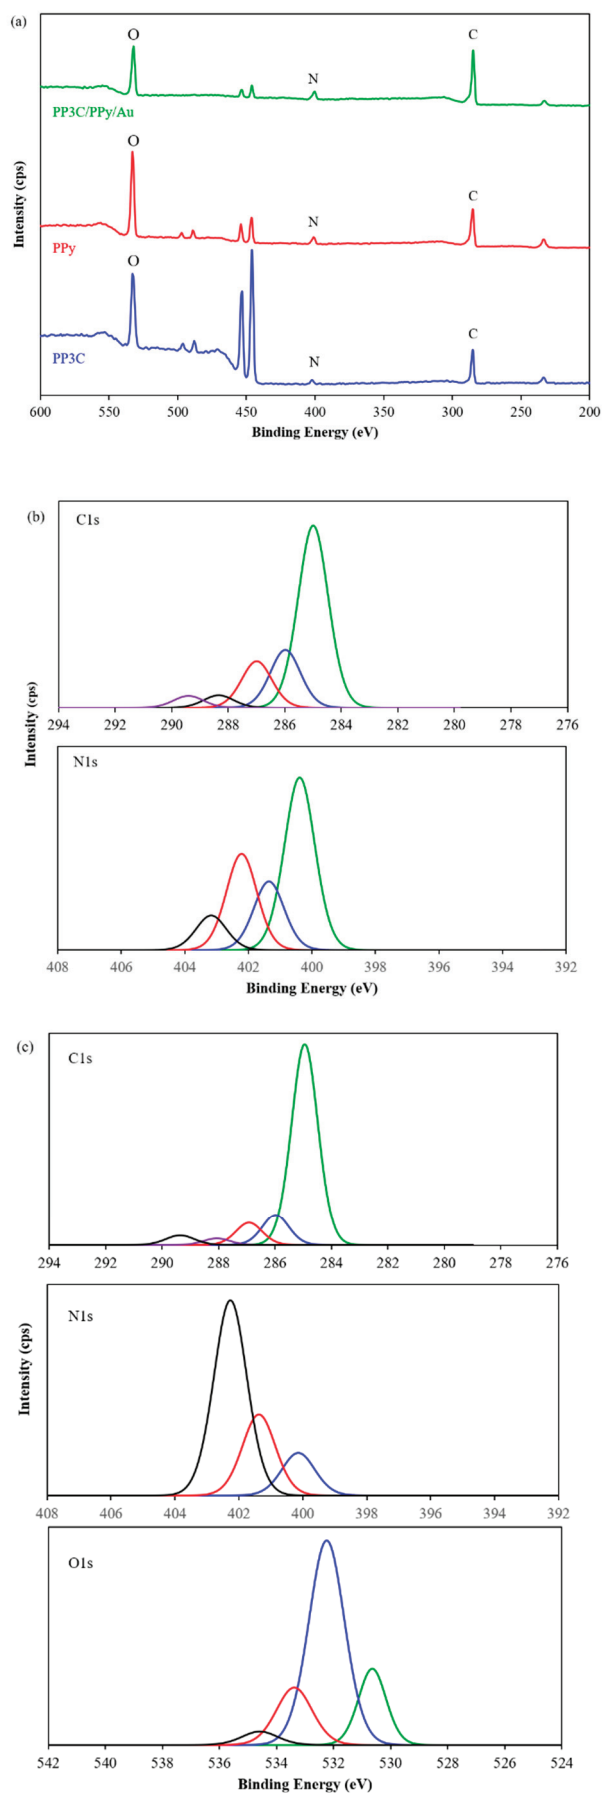 (a)
O
C
N
PP3C/PPy/Au
O
C
N
PPy
O
C
N
PP3C
Intensity (cps)
600 550 500 450 400 350 300 250 200
Binding Energy (eV)
(b)
C1s
294 292 290 288 286 284 282 280 278 276
Intensity (cps)
N1s
408 406 404 402 400 398 396 394 392
Binding Energy (eV)
(c)
C1s
294 292 290 288 286 284 282 280 278 276
N1s
Intensity (cps)
408 406 404 402 400 398 396 394 392
O1s
542 540 538 536 534 532 530 528 526 524
Binding Energy (eV)